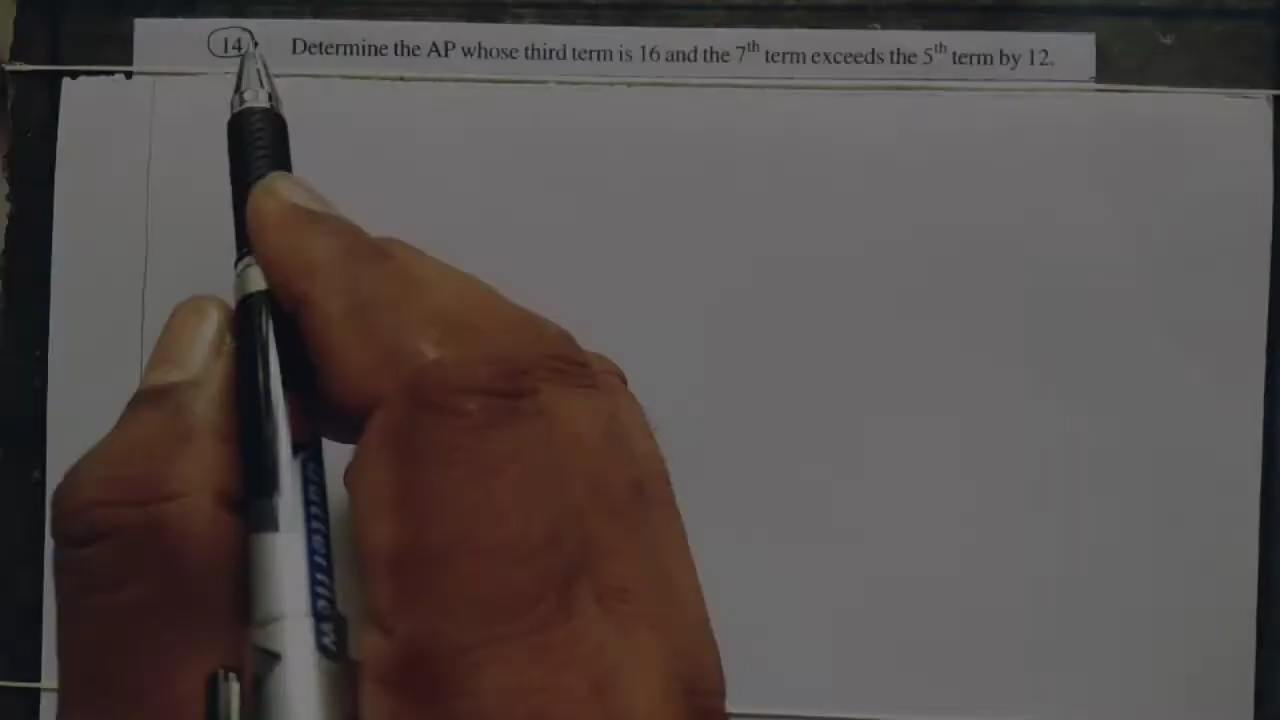 14 Determine the AP whose third term is 16 and the 7th term exceeds the 5th term by 12.
Butterflow